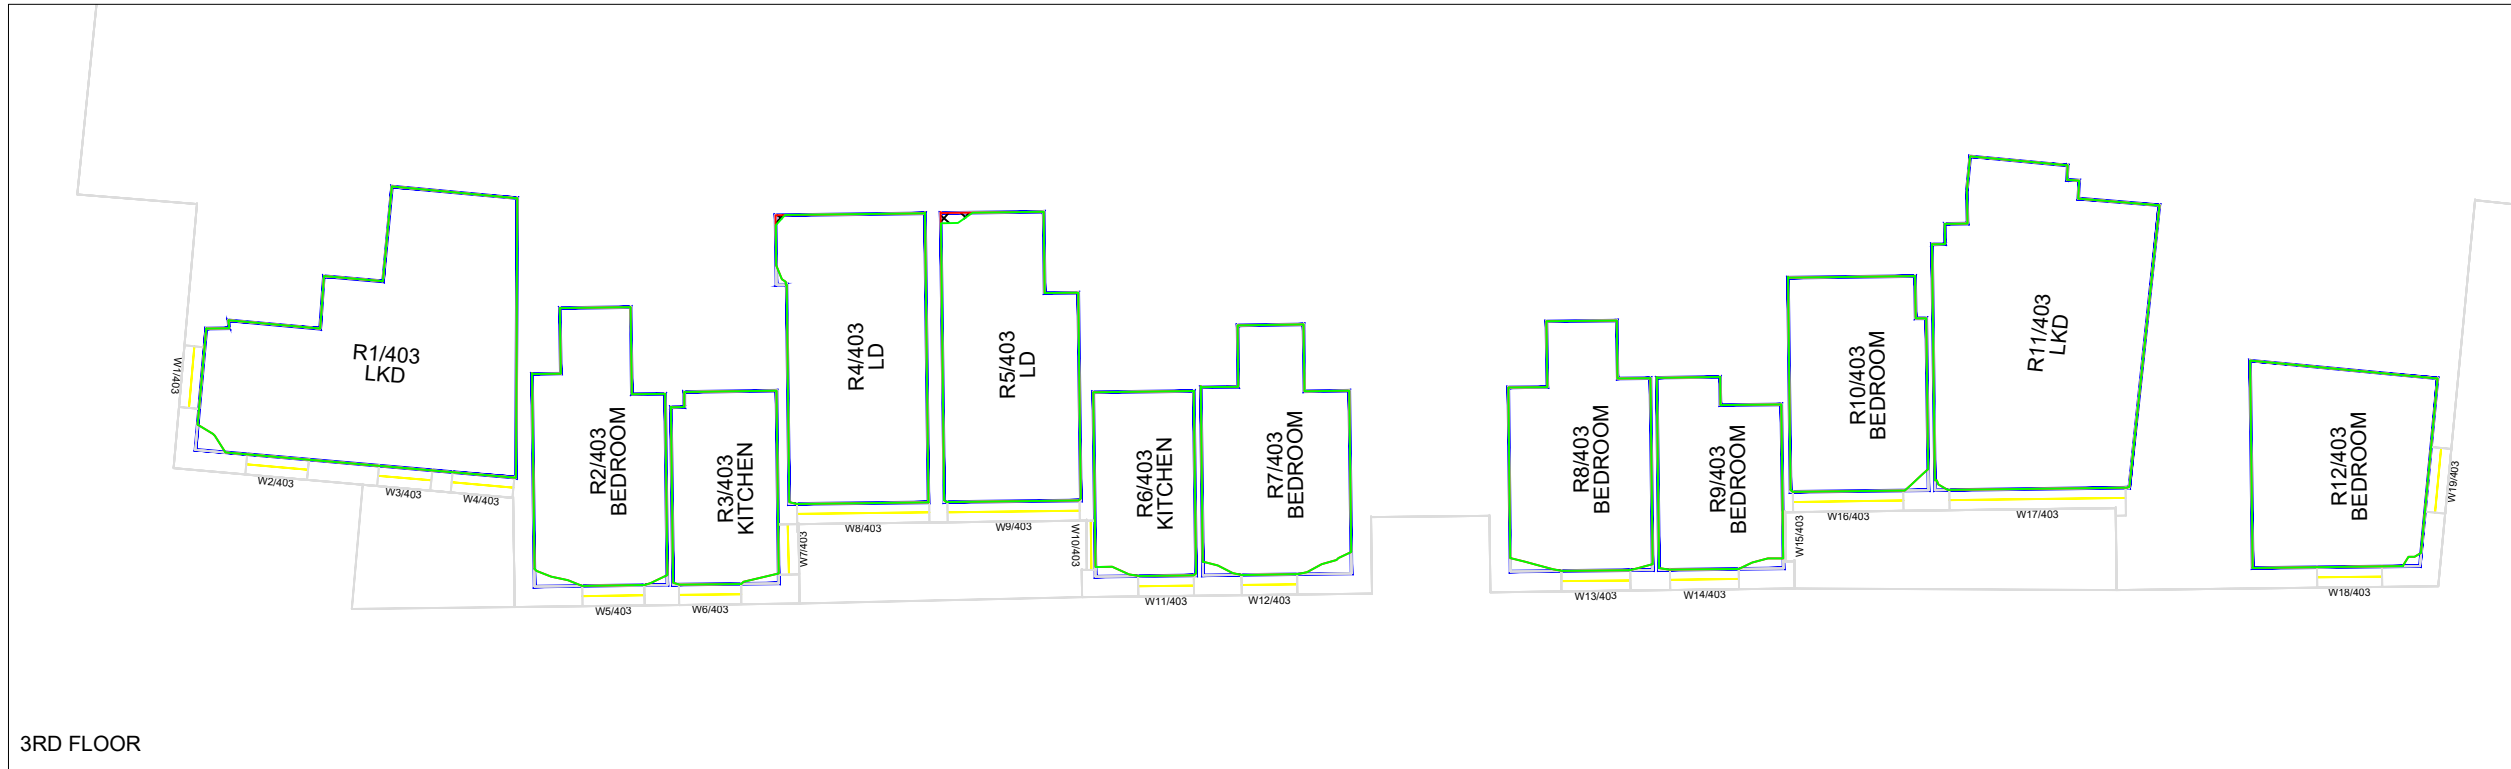 R1/403
LKD
R2/403
BEDROOM
R3/403
KITCHEN
R4/403
LD
R5/403
LD
R6/403
KITCHEN
R7/403
BEDROOM
R8/403
BEDROOM
R9/403
BEDROOM
R10/403
BEDROOM
R11/403
LKD
R12/403
BEDROOM
W1/403
W2/403
W3/403
W4/403
W5/403
W6/403
W7/403
W8/403
W9/403
W10/403
W11/403
W12/403
W13/403
W14/403
W15/403
W16/403
W17/403
W18/403
W19/403
3RD FLOOR